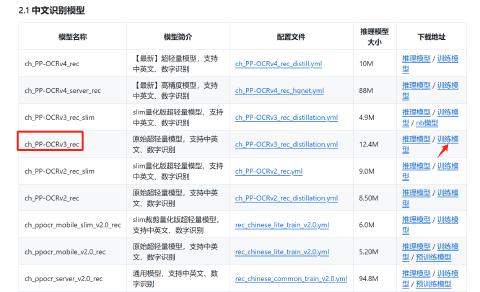 2.1 中文识别模型
模型名称
模型简介
配置文件
推理模型
大小
下载地址
ch_PP-OCRv4_rec
【最新】超轻量模型，支持
中英文、数字识别
ch_PP-OCRv4_rec_distill.yml
10M
推理模型 / 训练模
型
ch_PP-OCRv4_server_rec
【最新】高精度模型，支持
中英文、数字识别
ch_PP-OCRv4_rec_hgnet.yml
88M
推理模型 / 训练模
型
ch_PP-OCRv3_rec_slim
slim量化版超轻量模型，支
持中英文、数字识别
ch_PP-OCRv3_rec_distillation.yml
4.9M
推理模型 / 训练模
型 / nb模型
ch_PP-OCRv3_rec
原始超轻量模型，支持中英
文、数字识别
ch_PP-OCRv3_rec_distillation.yml
12.4M
推理模型 / 训练模
型
ch_PP-OCRv2_rec_slim
slim量化版超轻量模型，支
持中英文、数字识别
ch_PP-OCRv2_rec.yml
9.0M
推理模型 / 训练模
型
ch_PP-OCRv2_rec
原始超轻量模型，支持中英
文、数字识别
ch_PP-OCRv2_rec_distillation.yml
8.50M
推理模型 / 训练模
型
ch_ppocr_mobile_slim_v2.0_rec
slim裁剪量化版超轻量模型，
支持中英文、数字识别
rec_chinese_lite_train_v2.0.yml
6.0M
推理模型 / 训练模
型
ch_ppocr_mobile_v2.0_rec
原始超轻量模型，支持中英
文、数字识别
rec_chinese_lite_train_v2.0.yml
5.20M
推理模型 / 训练模
型 / 预训练模型
ch_ppocr_server_v2.0_rec
通用模型，支持中英文、数
字识别
rec_chinese_common_train_v2.0.yml
94.8M
推理模型 / 训练模
型 / 预训练模型